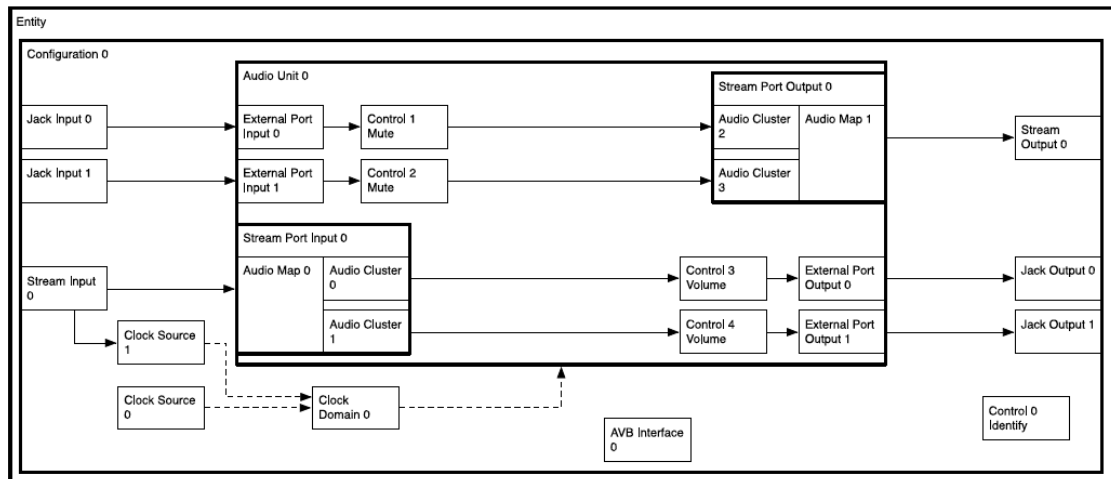 Entity
Configuration 0
Audio Unit 0
Stream Port Output 0
Jack Input 0
External Port
Input 0
Control 1
Mute
Audio Cluster
2
Audio Map 1
Stream
Output 0
Jack Input 1
External Port
Input 1
Control 2
Mute
Audio Cluster
3
Stream Port Input 0
Stream Input
0
Audio Map 0
Audio Cluster
0
Control 3
Volume
External Port
Output 0
Jack Output 0
Audio Cluster
1
Control 4
Volume
External Port
Output 1
Jack Output 1
Clock Source
1
Clock Source
0
Clock
Domain 0
AVB Interface
0
Control 0
Identify